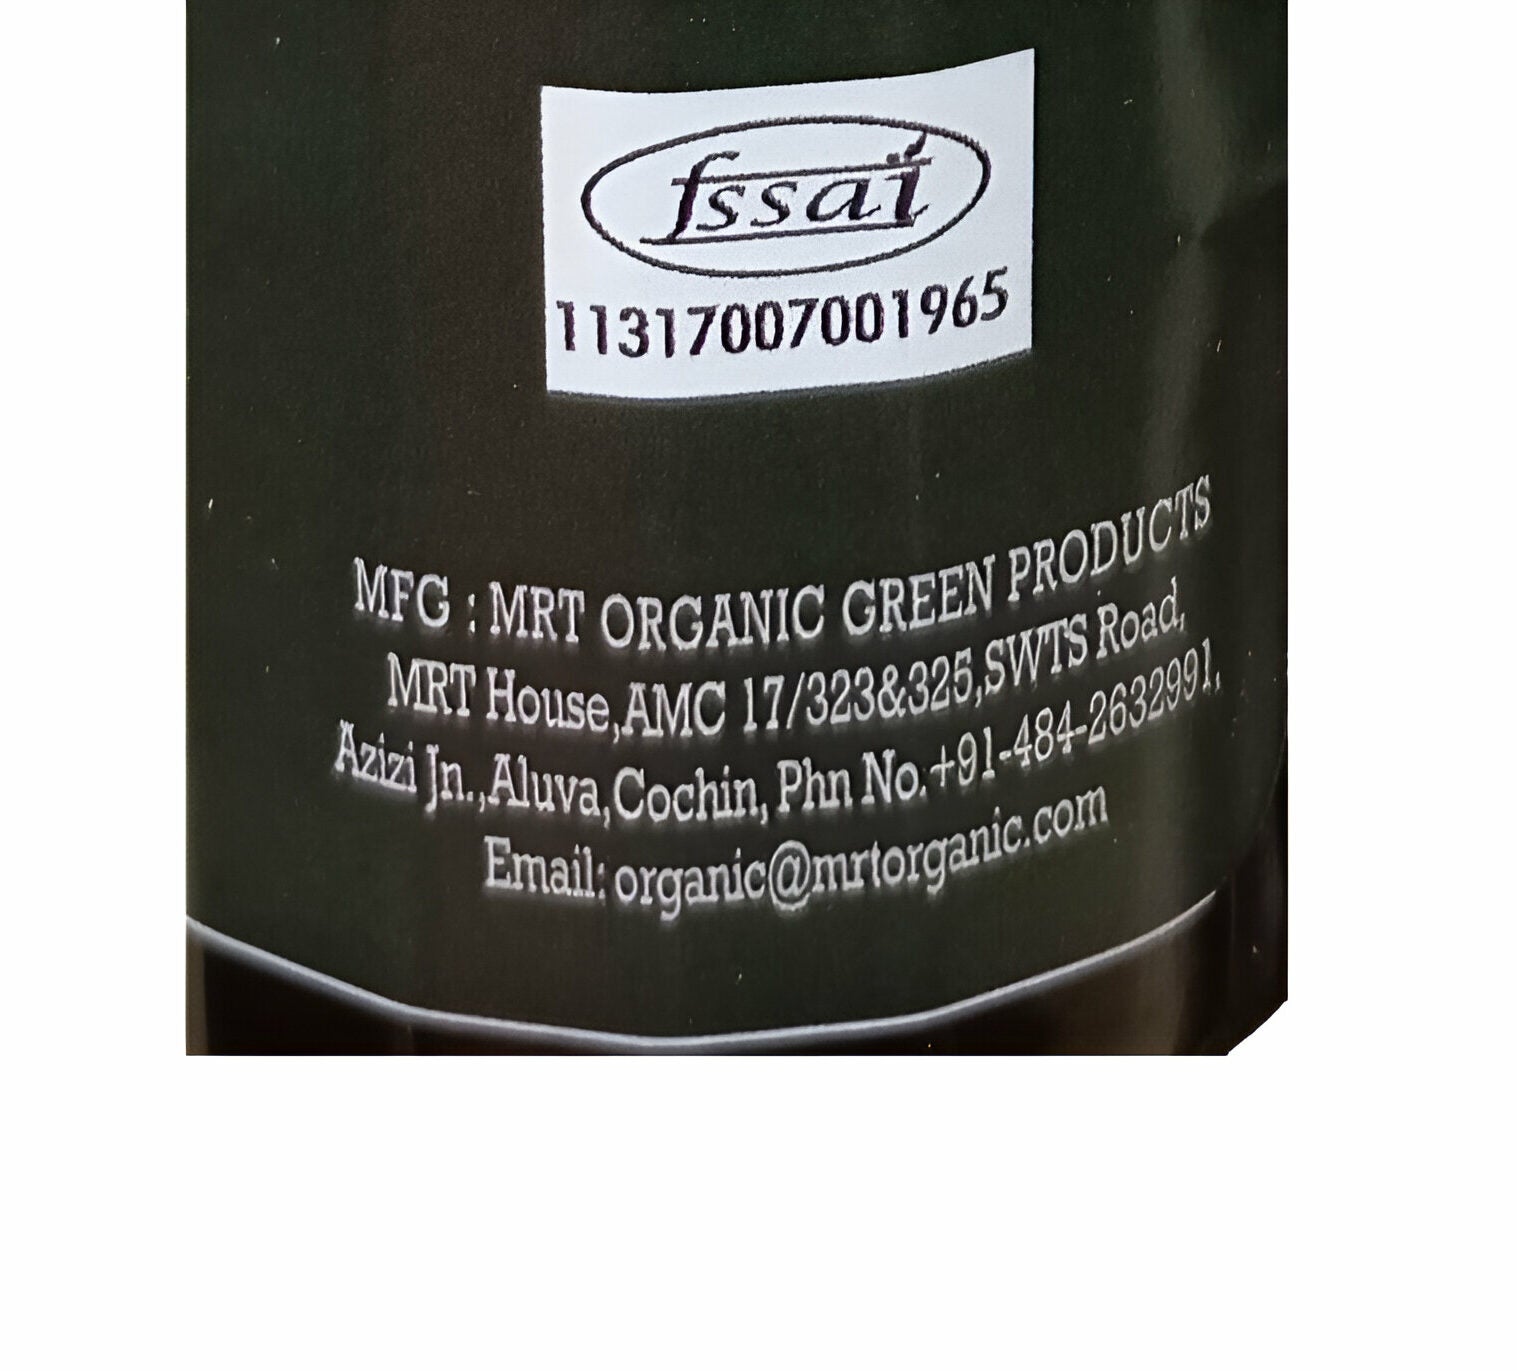 fssai
11317007001965
MFG : MRT ORGANIC GREEN PRODUCTS
MRT House,AMC 17/323&325,SWTS Road,
Azizi Jn.,Aluva,Cochin, Phn No.+91-484-2632991,
Email: organic@mrtorganic.com